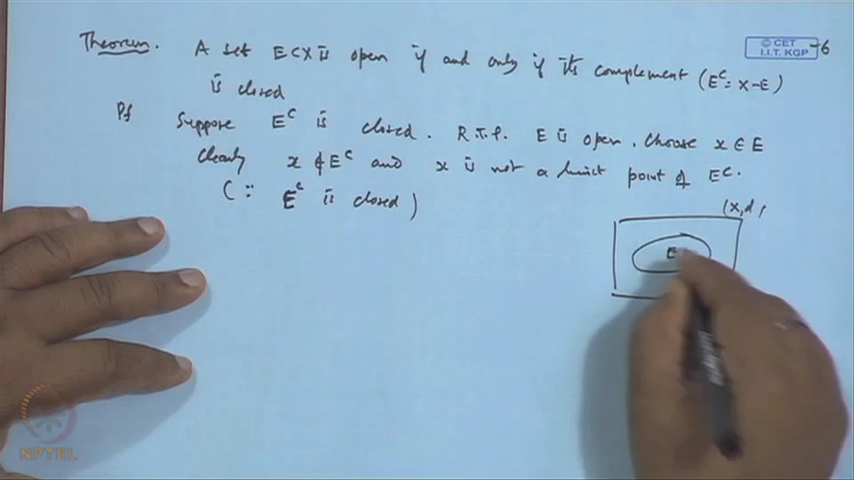 Theorem. A set E⊂X is open if and only if its complement (E^c = X-E)
is closed
Pf Suppose E^c is closed. R.T.P. E is open. Choose x ∈ E
Clearly x ∉ E^c and x is not a limit point of E^c.
(∵ E^c is closed)
(X,d)
E
© CET
I.I.T. KGP
-6
NPTEL